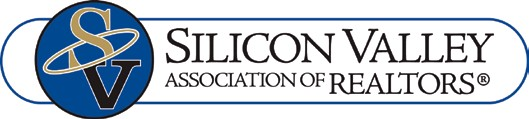 SV
SILICON VALLEY
ASSOCIATION OF REALTORS®